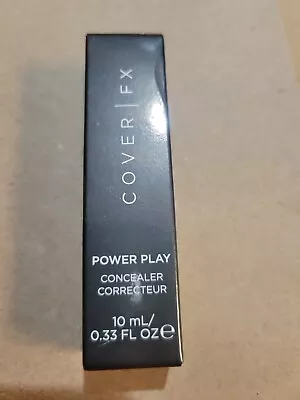 COVER | FX
POWER PLAY
CONCEALER
CORRECTEUR
10 mL/
0.33 FL OZ℮